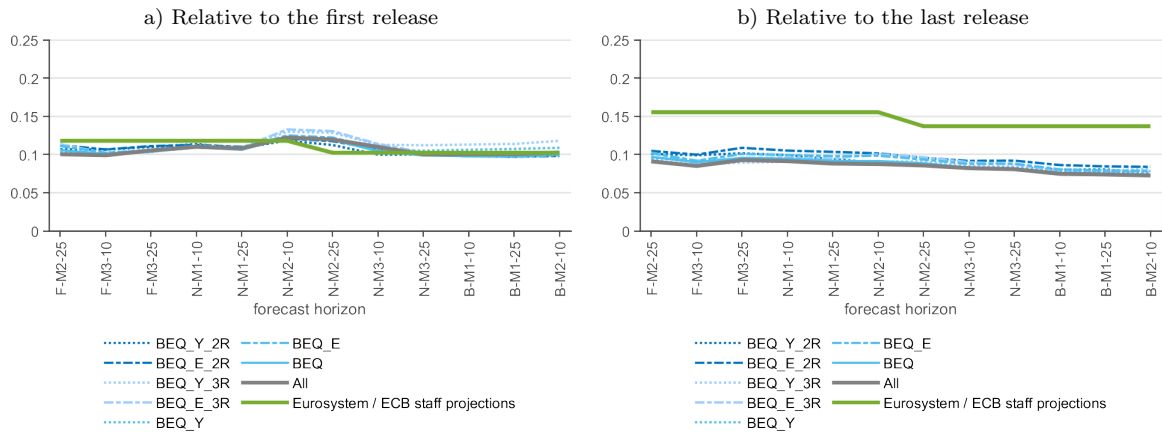 a) Relative to the first release
0.25
0.2
0.15
0.1
0.05
0
F-M2-25
F-M3-10
F-M3-25
N-M1-10
N-M1-25
N-M2-10
N-M2-25
N-M3-10
N-M3-25
B-M1-10
B-M1-25
B-M2-10
forecast horizon
BEQ_Y_2R
BEQ_E_2R
BEQ_Y_3R
BEQ_E_3R
BEQ_Y
BEQ_E
BEQ
All
Eurosystem / ECB staff projections
b) Relative to the last release
0.25
0.2
0.15
0.1
0.05
0
F-M2-25
F-M3-10
F-M3-25
N-M1-10
N-M1-25
N-M2-10
N-M2-25
N-M3-10
N-M3-25
B-M1-10
B-M1-25
B-M2-10
forecast horizon
BEQ_Y_2R
BEQ_E_2R
BEQ_Y_3R
BEQ_E_3R
BEQ_Y
BEQ_E
BEQ
All
Eurosystem / ECB staff projections